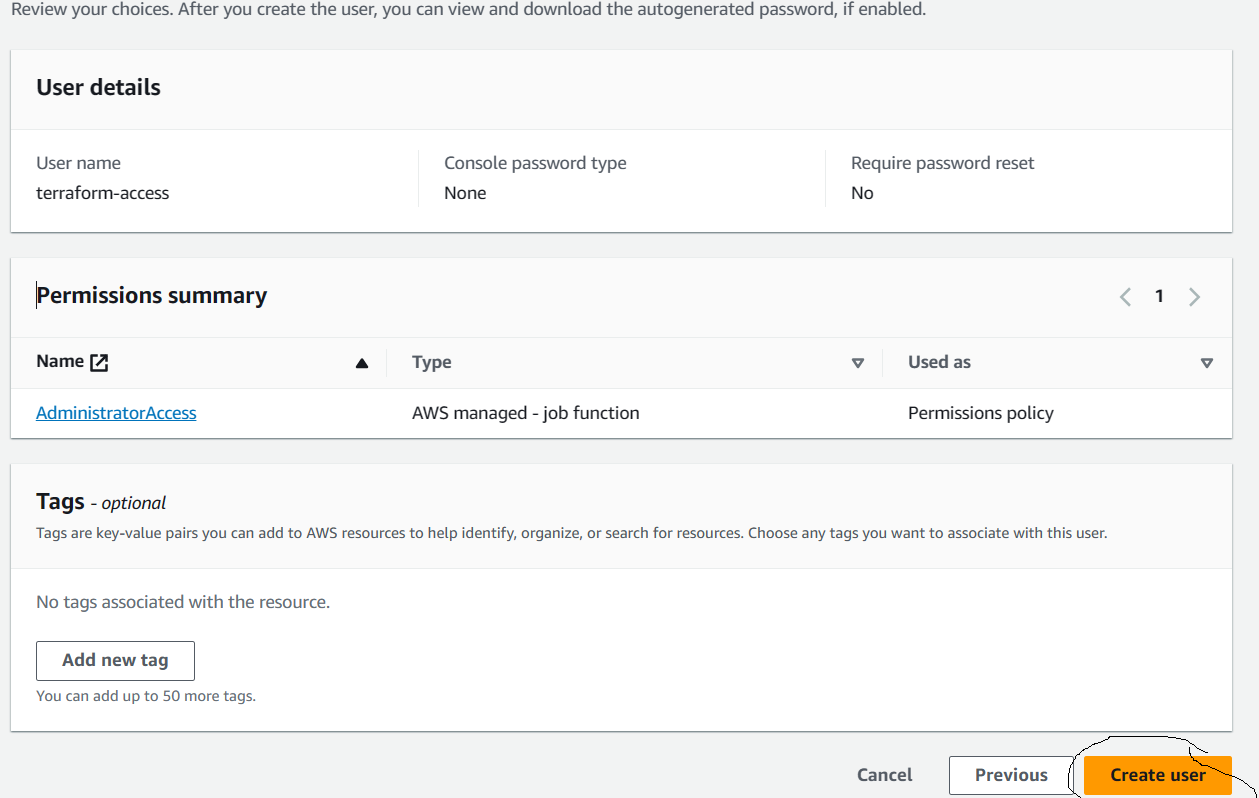 Review your choices. After you create the user, you can view and download the autogenerated password, if enabled.
User details
User name
Console password type
Require password reset
terraform-access
None
No
Permissions summary
1
Name
Type
Used as
AdministratorAccess
AWS managed - job function
Permissions policy
Tags - optional
Tags are key-value pairs you can add to AWS resources to help identify, organize, or search for resources. Choose any tags you want to associate with this user.
No tags associated with the resource.
Add new tag
You can add up to 50 more tags.
Cancel
Previous
Create user